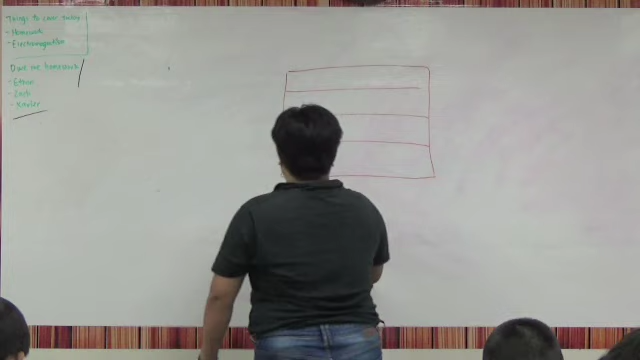 Things to cover today
- Homework
- Electromagnetism
Owe me homework
- Ethan
- Zach
- Xavier